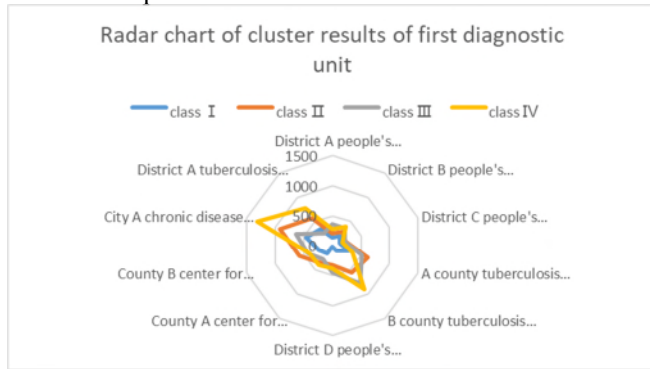 Radar chart of cluster results of first diagnostic
unit
class Ⅰ class Ⅱ class Ⅲ class Ⅳ
District A people's...
1500
District A tuberculosis...
District B people's...
1000
City A chronic disease...
500
District C people's...
0
County B center for...
A county tuberculosis...
County A center for...
B county tuberculosis...
District D people's...